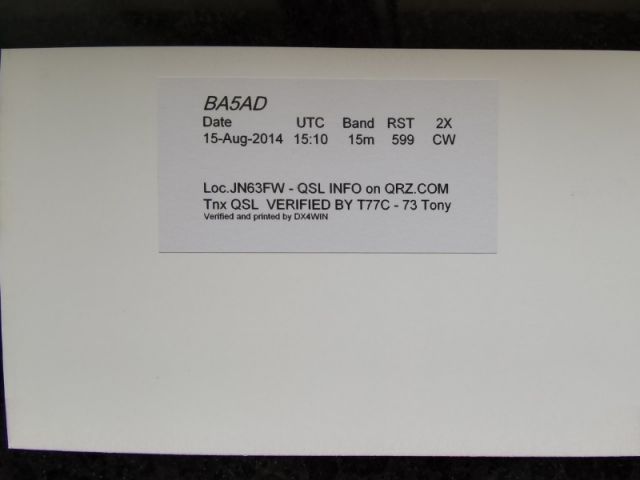 BA5AD
Date UTC Band RST 2X
15-Aug-2014 15:10 15m 599 CW
Loc.JN63FW - QSL INFO on QRZ.COM
Tnx QSL VERIFIED BY T77C - 73 Tony
Verified and printed by DX4WIN